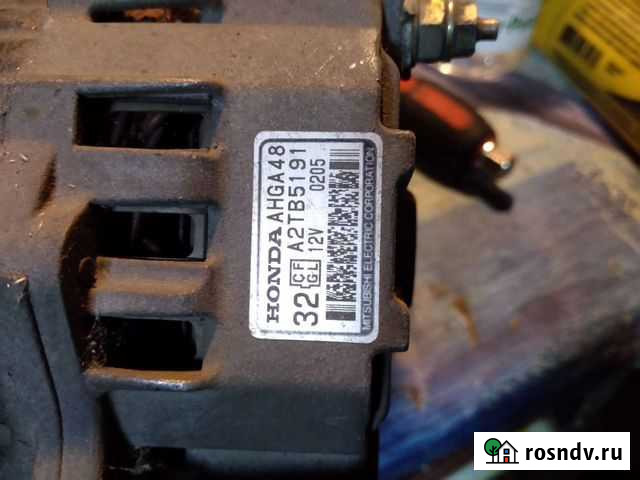 HONDA AHGA48
32 CF GL A2TB5191
12V 0205
MITSUBISHI ELECTRIC CORPORATION
rosndv.ru